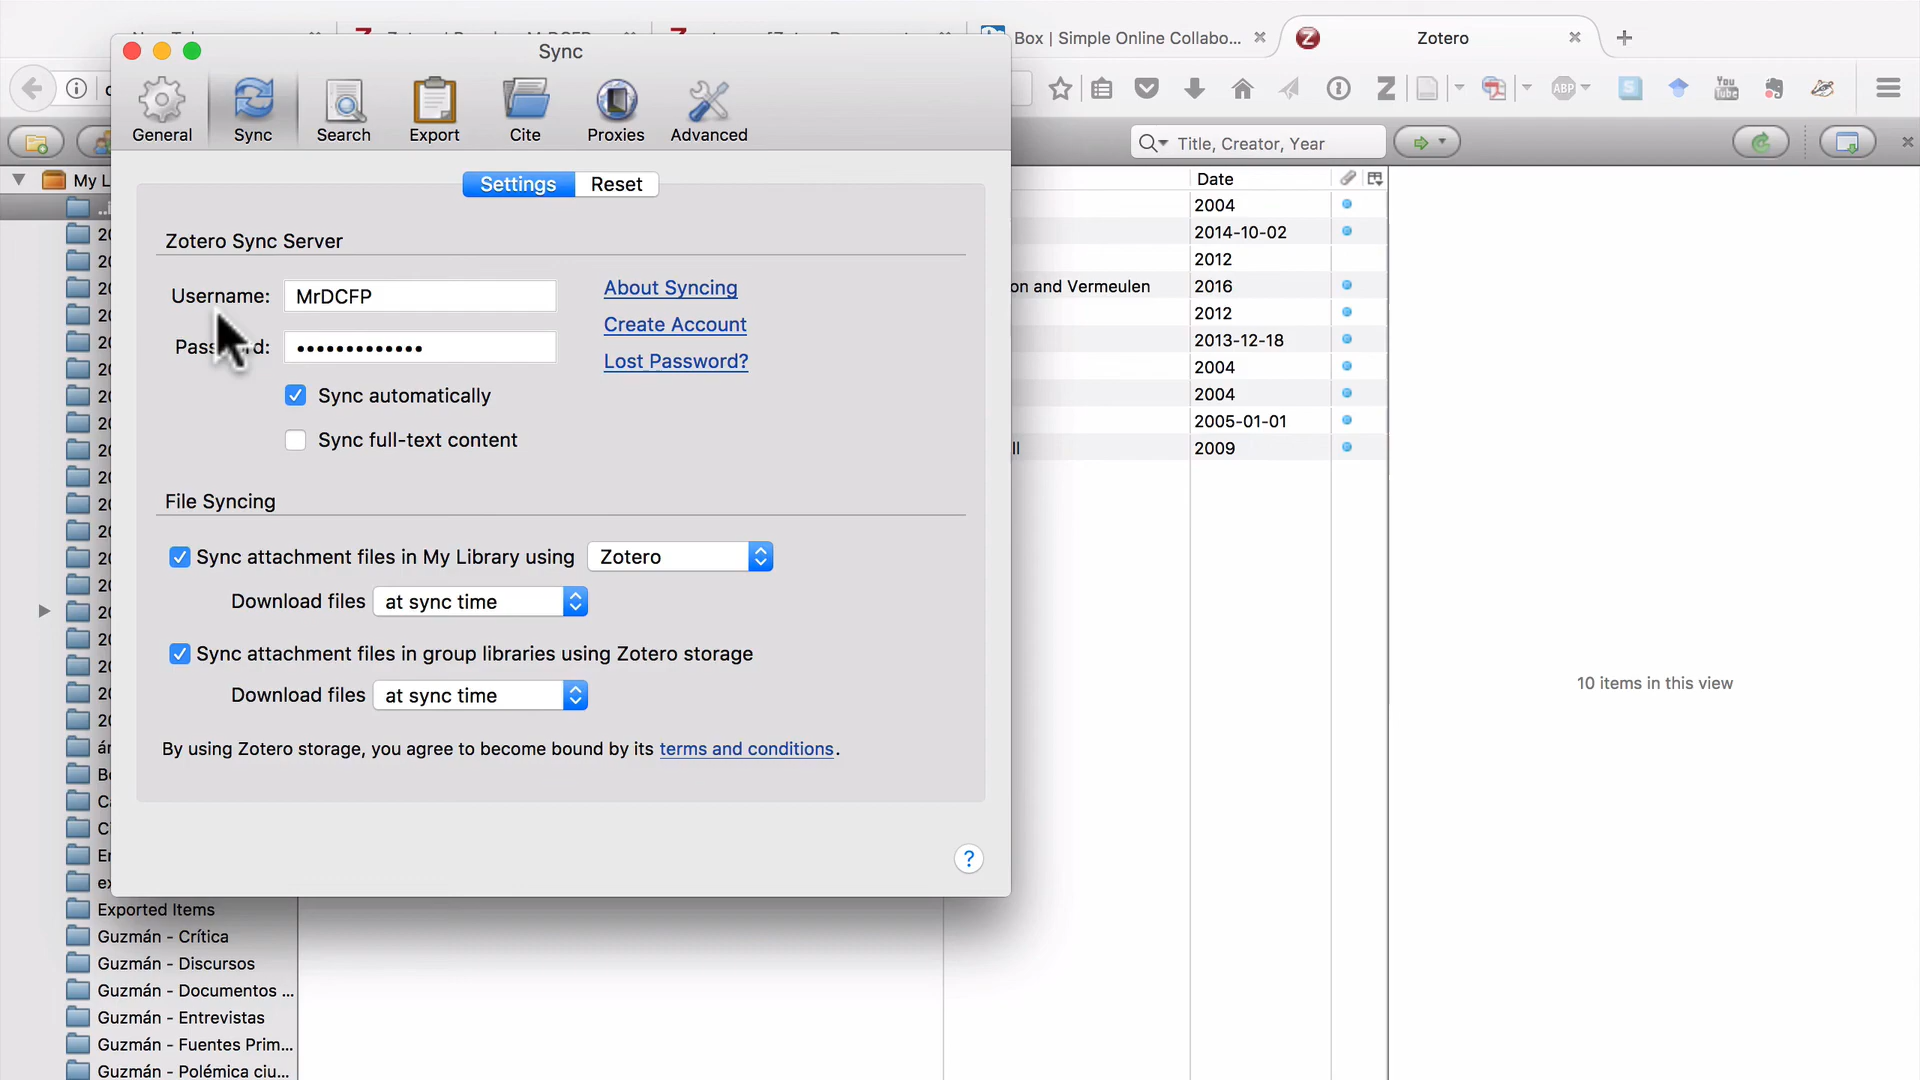 Sync
Box | Simple Online Collabo...
Zotero
General
Sync
Search
Export
Cite
Proxies
Advanced
ABP
You
Tube
Title, Creator, Year
Settings
Reset
My L
Date
2004
2014-10-02
2012
on and Vermeulen
2016
2012
2013-12-18
2004
2004
2005-01-01
ll
2009
Zotero Sync Server
Username:
MrDCFP
About Syncing
Create Account
Lost Password?
Sync automatically
Sync full-text content
File Syncing
Sync attachment files in My Library using
Zotero
Download files
at sync time
Sync attachment files in group libraries using Zotero storage
Download files
at sync time
By using Zotero storage, you agree to become bound by its terms and conditions.
?
10 items in this view
Exported Items
Guzmán - Crítica
Guzmán - Discursos
Guzmán - Documentos ...
Guzmán - Entrevistas
Guzmán - Fuentes Prim...
Guzmán - Polémica ciu...